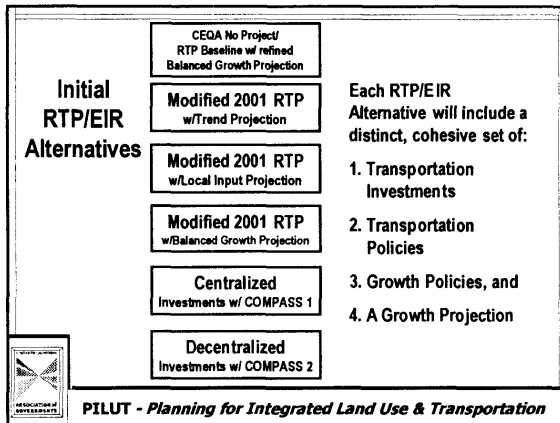 Initial
RTP/EIR
Alternatives
CEQA No Project/
RTP Baseline w/ refined
Balanced Growth Projection
Modified 2001 RTP
w/Trend Projection
Modified 2001 RTP
w/Local Input Projection
Modified 2001 RTP
w/Balanced Growth Projection
Centralized
Investments w/ COMPASS 1
Decentralized
Investments w/ COMPASS 2
Each RTP/EIR
Alternative will include a
distinct, cohesive set of:
1. Transportation
Investments
2. Transportation
Policies
3. Growth Policies, and
4. A Growth Projection
ASSOCIATION of
GOVERNMENTS
PILUT - Planning for Integrated Land Use & Transportation